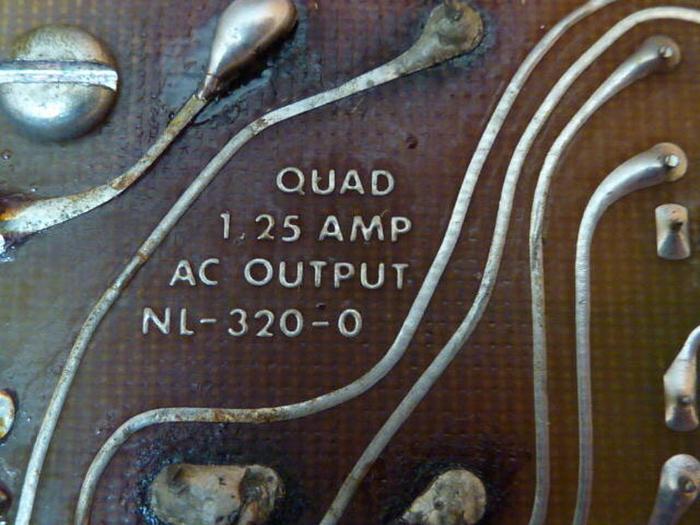 QUAD
1.25 AMP
AC OUTPUT
NL-320-0